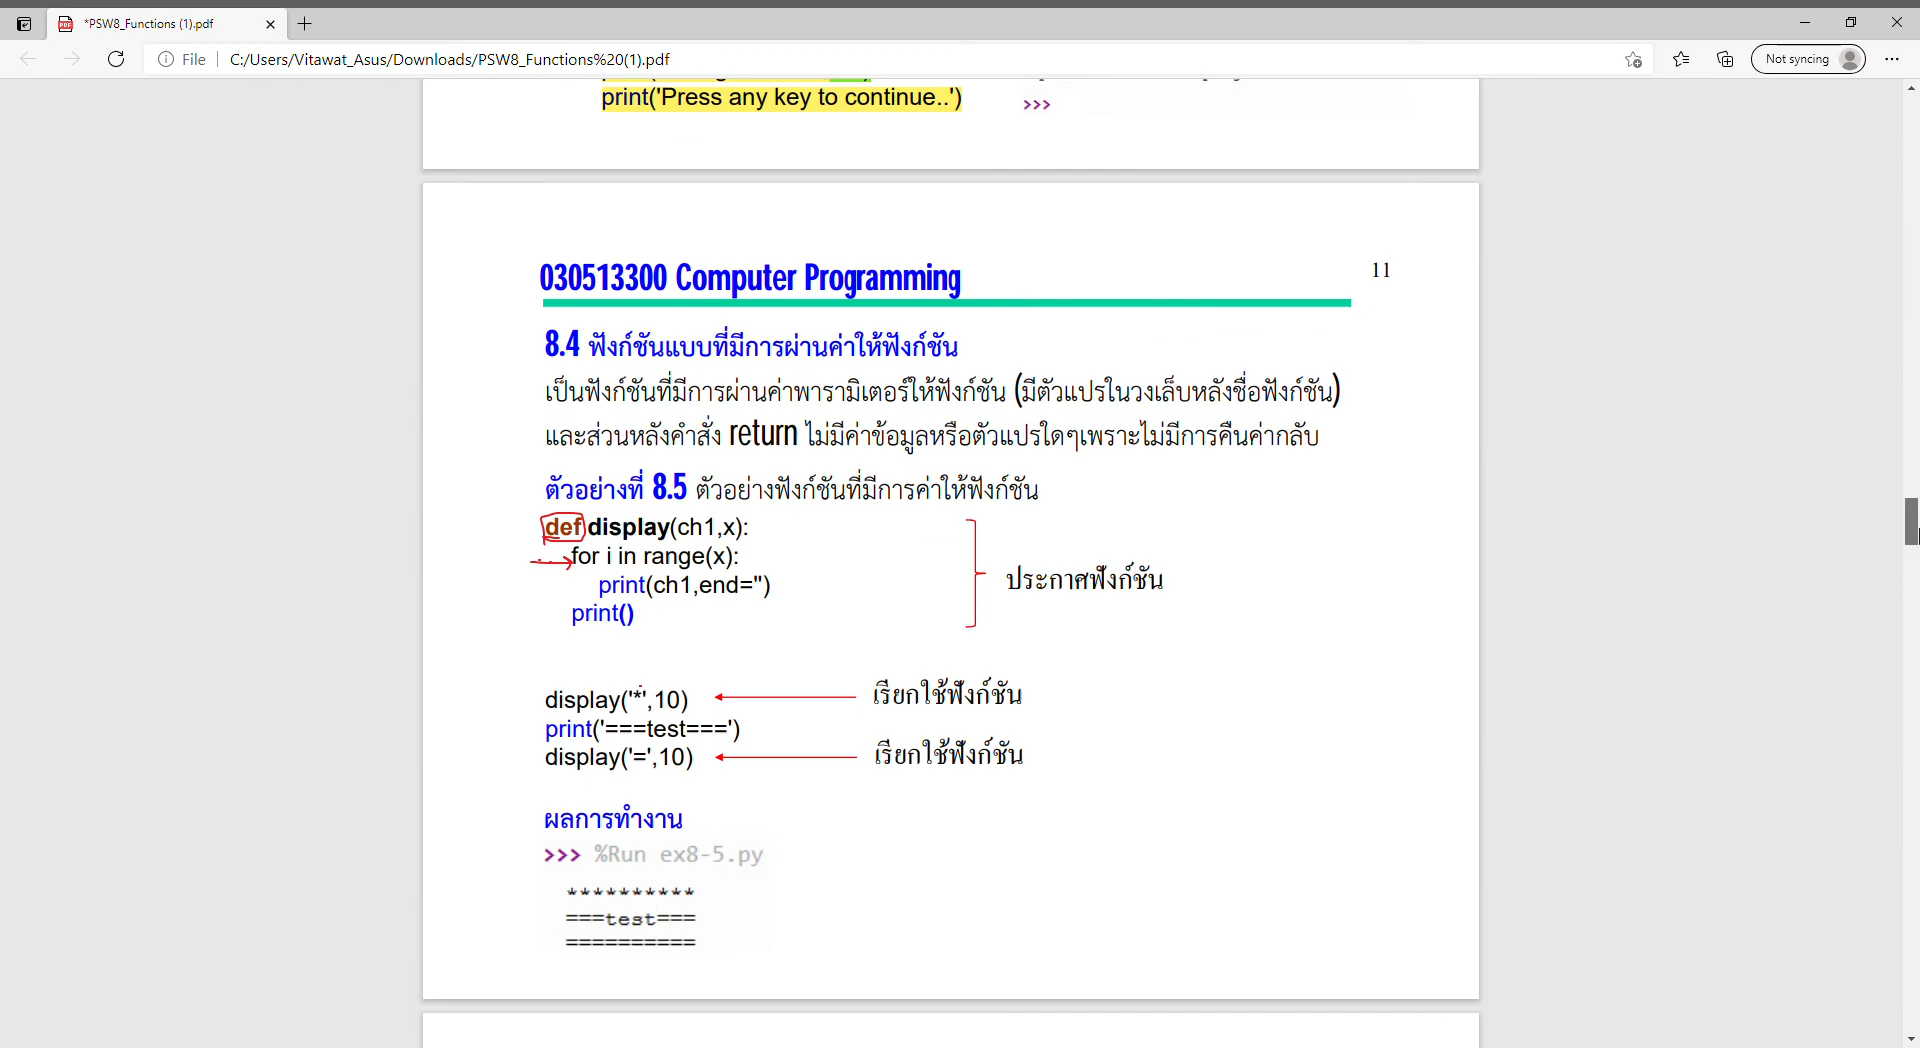 *PSW8_Functions (1).pdf
File
C:/Users/Vitawat_Asus/Downloads/PSW8_Functions%20(1).pdf
Not syncing
print('Press any key to continue..')
>>>
030513300 Computer Programming
11
8.4 ฟังก์ชันแบบที่มีการผ่านค่าให้ฟังก์ชัน
เป็นฟังก์ชันที่มีการผ่านค่าพารามิเตอร์ให้ฟังก์ชัน (มีตัวแปรในวงเล็บหลังชื่อฟังก์ชัน)
และส่วนหลังคำสั่ง return ไม่มีค่าข้อมูลหรือตัวแปรใดๆเพราะไม่มีการคืนค่ากลับ
ตัวอย่างที่ 8.5 ตัวอย่างฟังก์ชันที่มีการค่าให้ฟังก์ชัน
def display(ch1,x):
for i in range(x):
print(ch1,end='')
print()
ประกาศฟังก์ชัน
display('*',10)
เรียกใช้ฟังก์ชัน
print('===test===')
display('=',10)
เรียกใช้ฟังก์ชัน
ผลการทำงาน
>>> %Run ex8-5.py
**********
===test===
==========